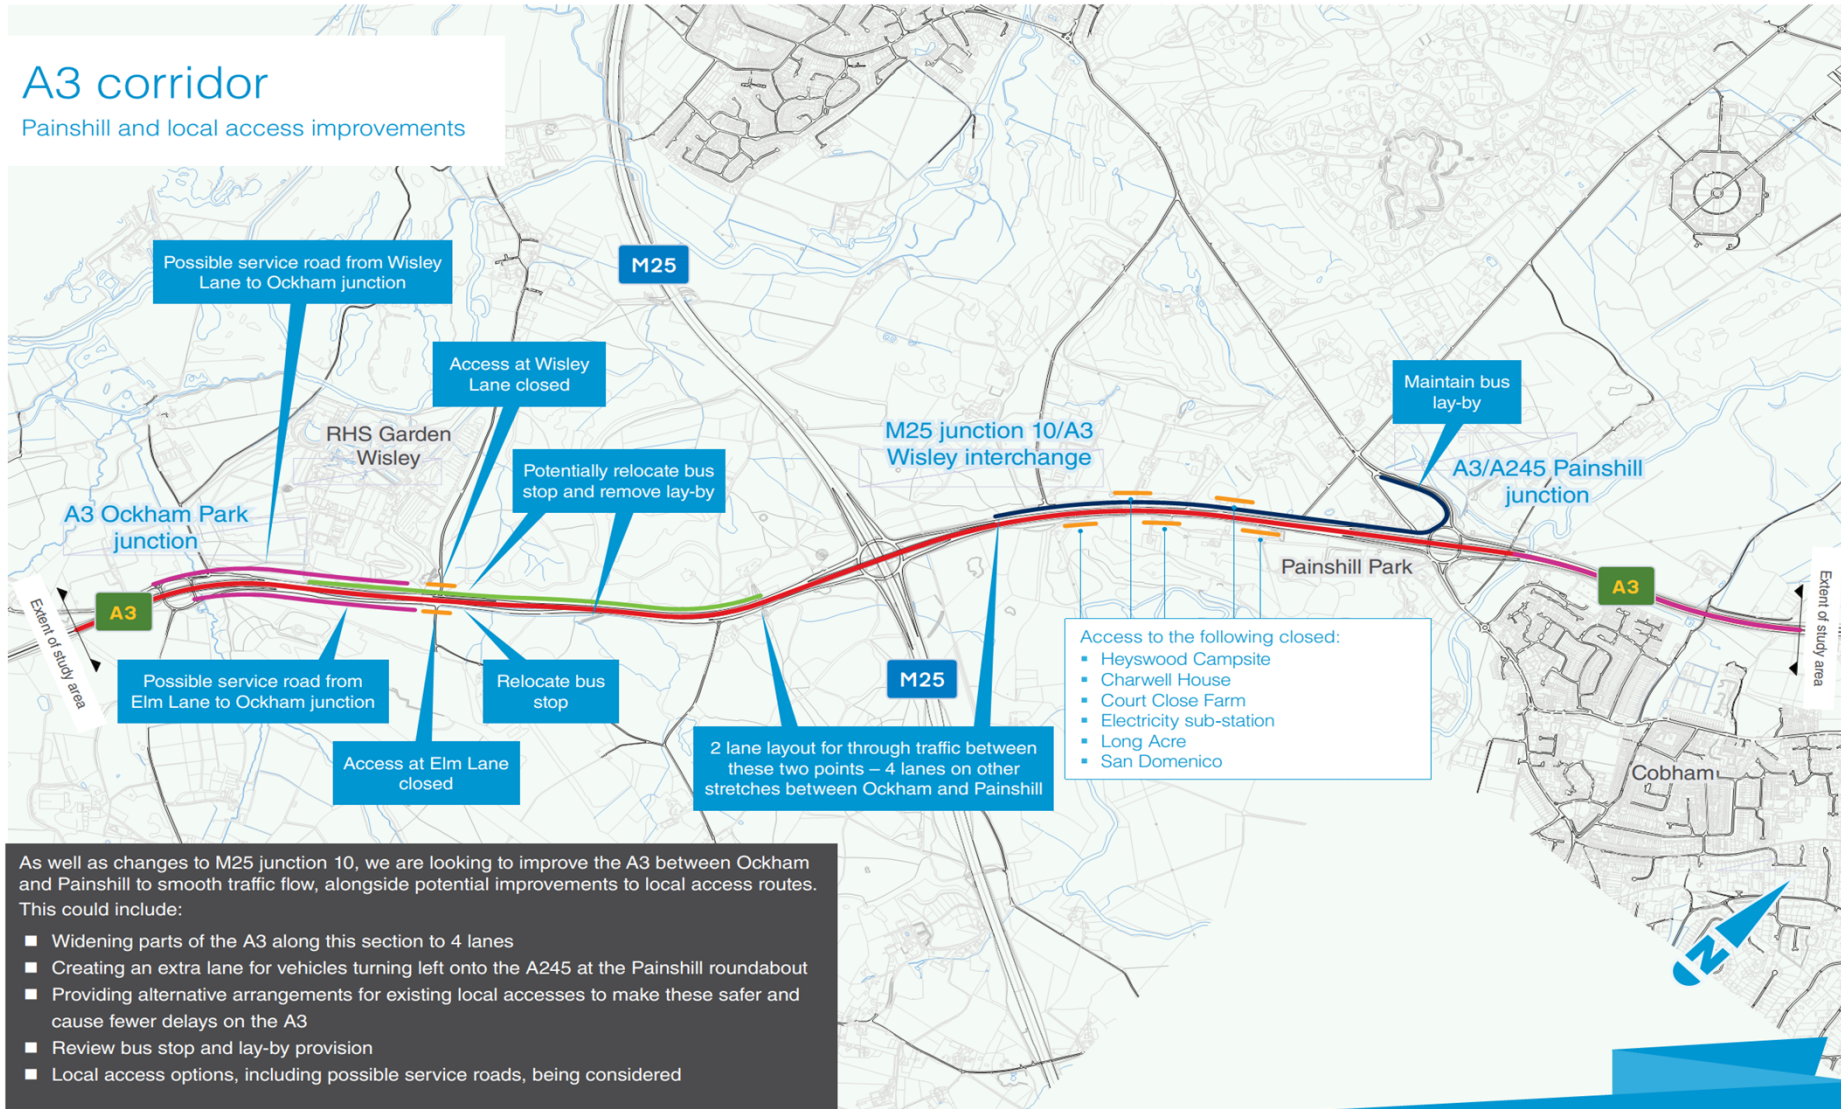 A3 corridor
Painshill and local access improvements
Possible service road from Wisley
Lane to Ockham junction
M25
Access at Wisley
Lane closed
Maintain bus
lay-by
RHS Garden
Wisley
M25 junction 10/A3
Wisley interchange
Potentially relocate bus
stop and remove lay-by
A3/A245 Painshill
junction
A3 Ockham Park
junction
Painshill Park
A3
A3
Extent of study area
Extent of study area
Possible service road from
Elm Lane to Ockham junction
Relocate bus
stop
M25
Access to the following closed:
▪ Heyswood Campsite
▪ Charwell House
▪ Court Close Farm
▪ Electricity sub-station
▪ Long Acre
▪ San Domenico
Access at Elm Lane
closed
2 lane layout for through traffic between
these two points – 4 lanes on other
stretches between Ockham and Painshill
Cobham
As well as changes to M25 junction 10, we are looking to improve the A3 between Ockham
and Painshill to smooth traffic flow, alongside potential improvements to local access routes.
This could include:
■ Widening parts of the A3 along this section to 4 lanes
■ Creating an extra lane for vehicles turning left onto the A245 at the Painshill roundabout
■ Providing alternative arrangements for existing local accesses to make these safer and
cause fewer delays on the A3
■ Review bus stop and lay-by provision
■ Local access options, including possible service roads, being considered
N